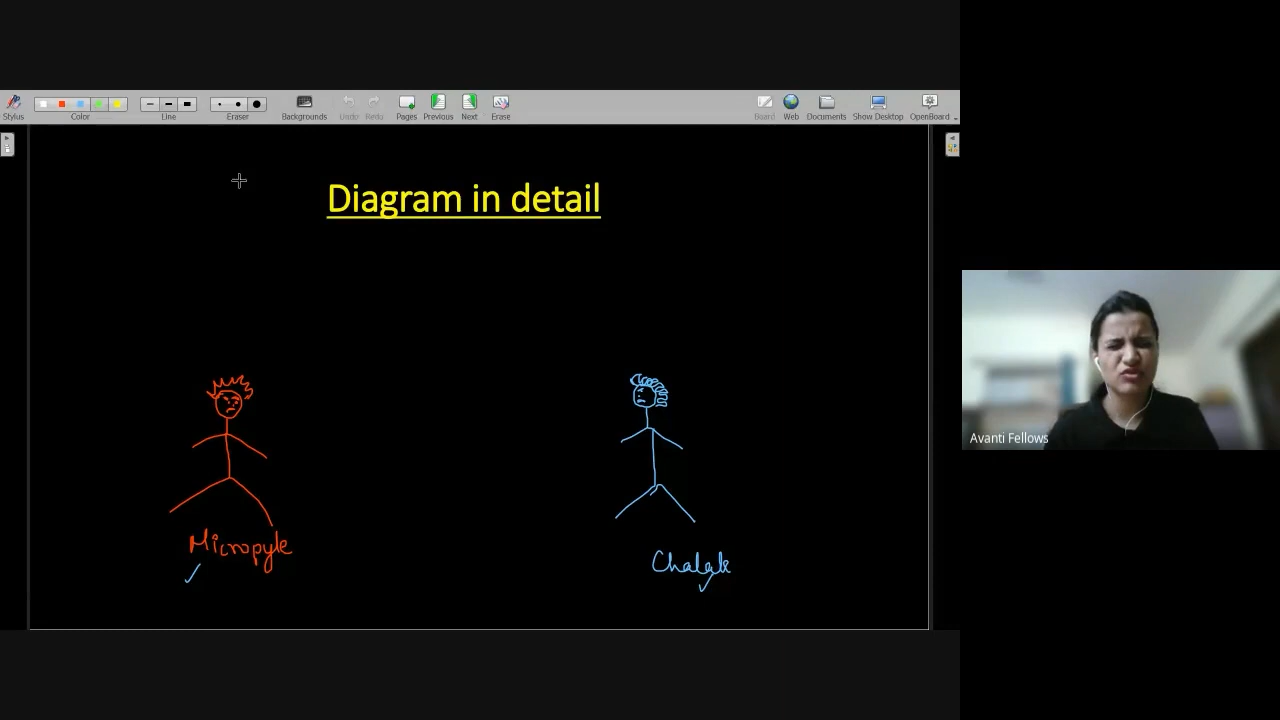 Stylus
Color
Line
Eraser
Backgrounds
Undo
Redo
Pages
Previous
Next
Erase
Board
Web
Documents
Show Desktop
OpenBoard
Diagram in detail
Micropyle
Avanti Fellows